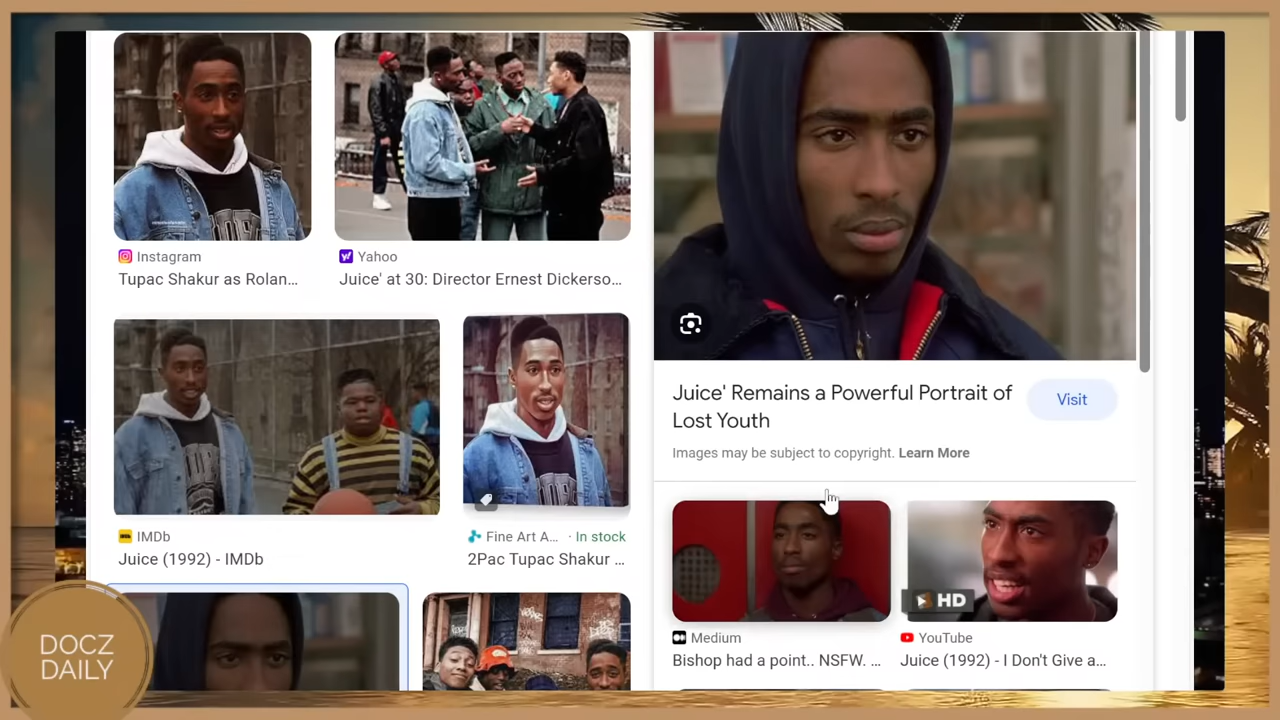 Instagram
Tupac Shakur as Rolan...
Yahoo
Juice' at 30: Director Ernest Dickerso...
IMDb
Juice (1992) - IMDb
Fine Art A... · In stock
2Pac Tupac Shakur ...
Juice' Remains a Powerful Portrait of
Lost Youth
Visit
Images may be subject to copyright. Learn More
HD
Medium
Bishop had a point.. NSFW. ...
YouTube
Juice (1992) - I Don't Give a...
DOCZ
DAILY